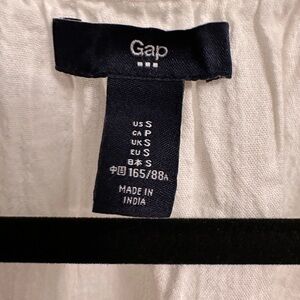 Gap
US S
CA P
UK S
EU S
日本 S
中国 165/88A
MADE IN
INDIA